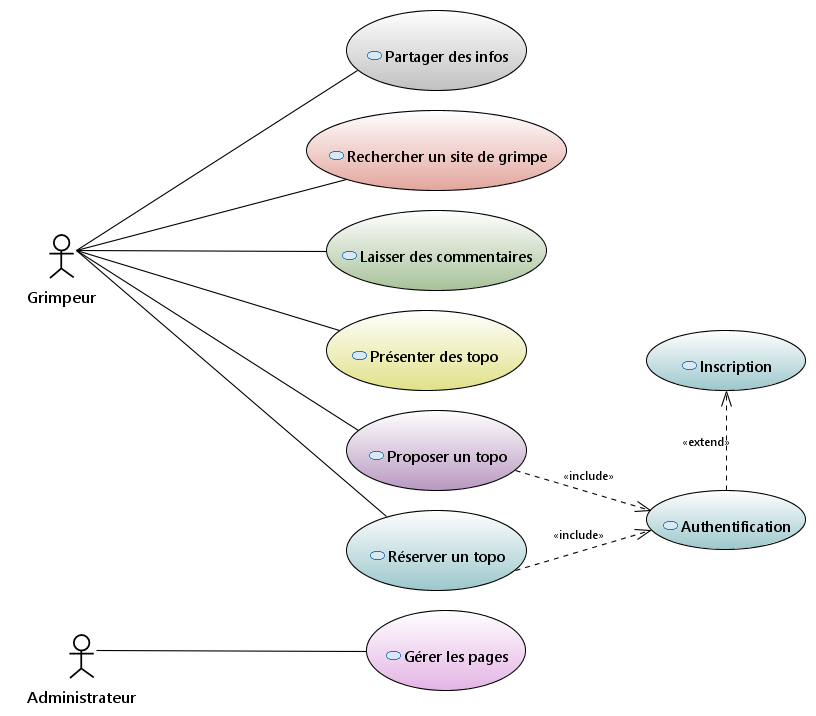 Partager des infos
Rechercher un site de grimpe
Laisser des commentaires
Grimpeur
Présenter des topo
Inscription
«extend»
Proposer un topo
«include»
Authentification
«include»
Réserver un topo
Gérer les pages
Administrateur